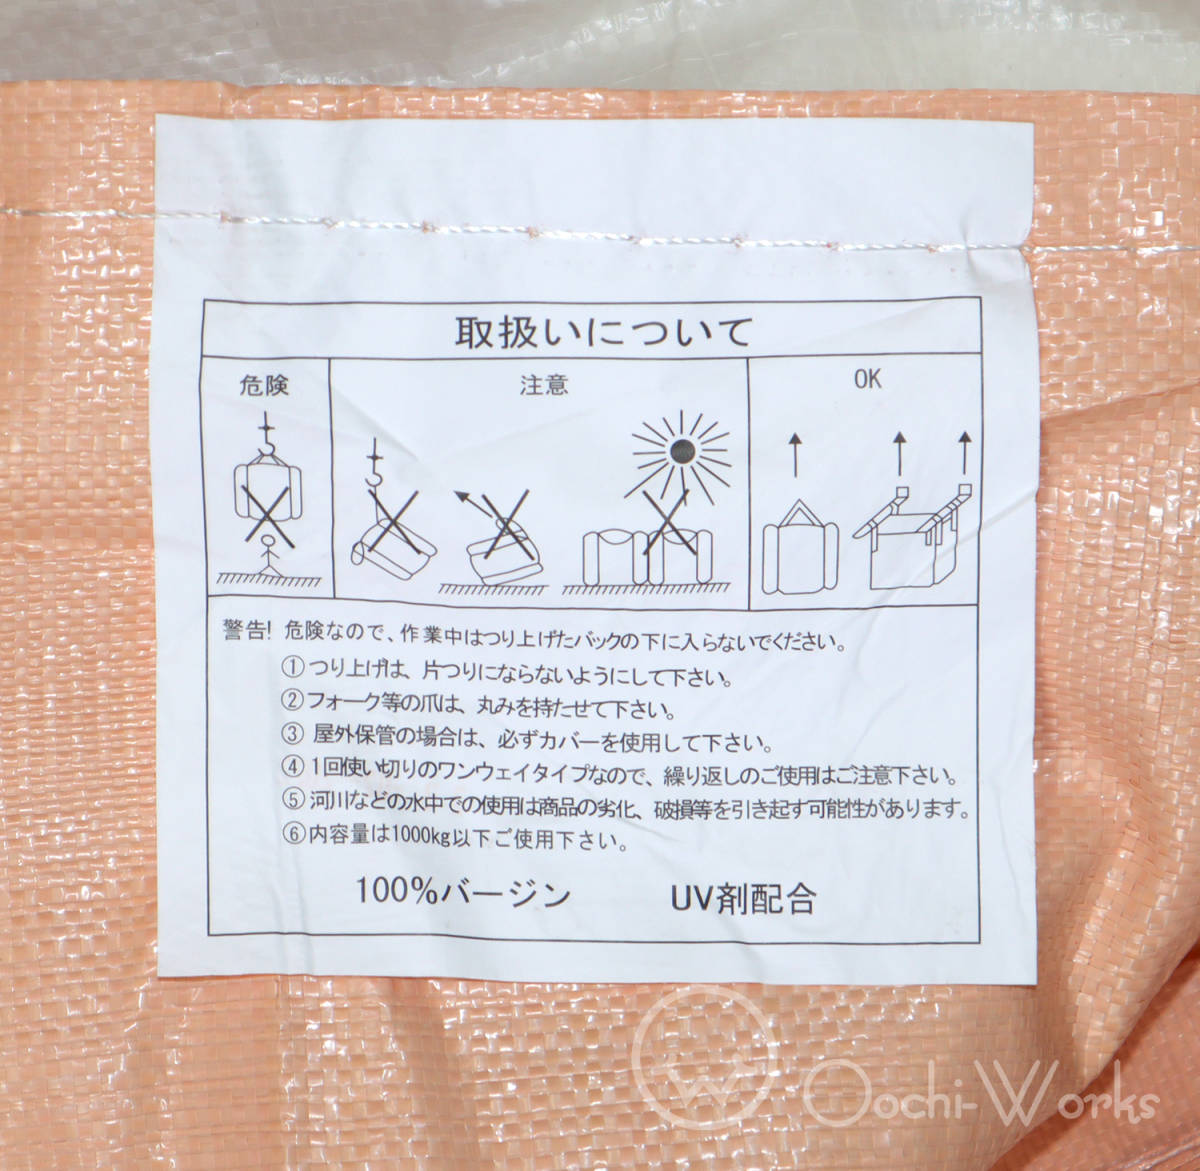 取扱いについて
危険
注意
OK
警告! 危険なので、作業中はつり上げたバックの下に入らないでください。
①つり上げは、片つりにならないようにして下さい。
②フォーク等の爪は、丸みを持たせて下さい。
③ 屋外保管の場合は、必ずカバーを使用して下さい。
④ 1回使い切りのワンウェイタイプなので、繰り返しのご使用はご注意下さい。
⑤河川などの水中での使用は商品の劣化、破損等を引き起す可能性があります。
⑥内容量は1000kg以下ご使用下さい。
100%バージン UV剤配合
W Oochi-Works